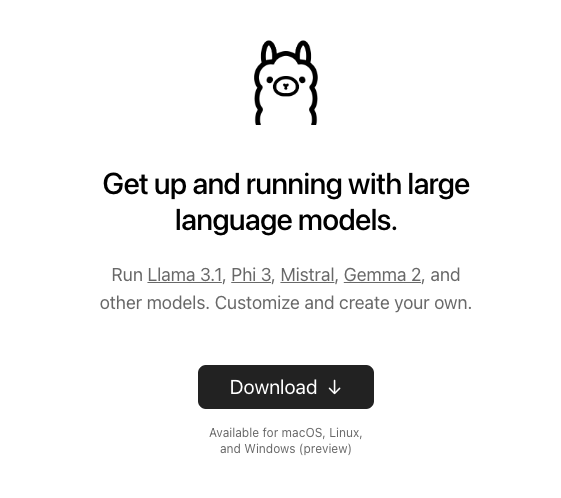 Get up and running with large
language models.
Run Llama 3.1, Phi 3, Mistral, Gemma 2, and
other models. Customize and create your own.
Download ↓
Available for macOS, Linux,
and Windows (preview)